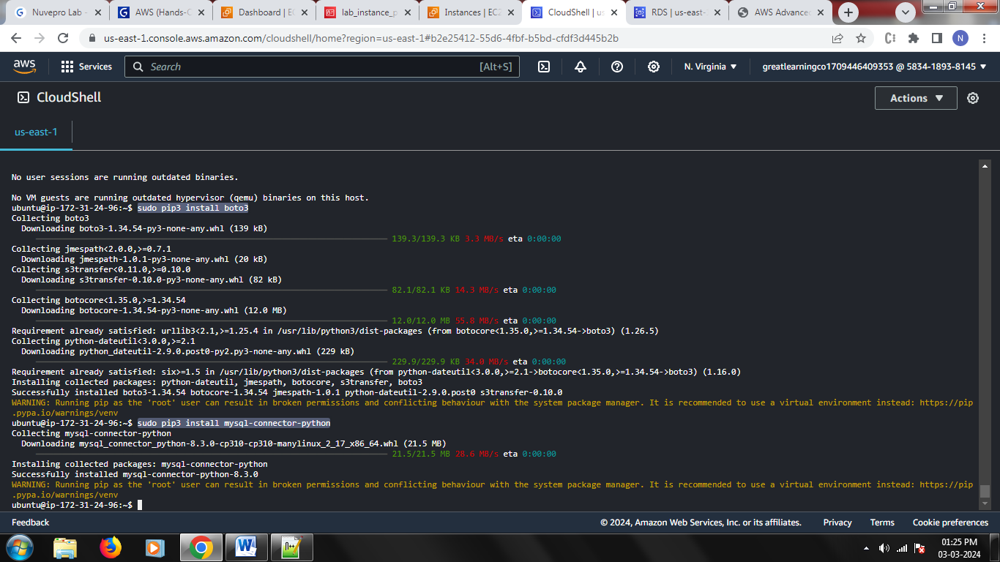 Nuvepro Lab -
AWS (Hands-O
Dashboard | EC
lab_instance_p
Instances | EC2
CloudShell | us
RDS | us-east-
AWS Advance
us-east-1.console.aws.amazon.com/cloudshell/home?region=us-east-1#b2e25412-55d6-4fbf-b5bd-cfdf3d445b2b
N
aws
Services
Search
[Alt+S]
N. Virginia
greatlearningco1709446409353 @ 5834-1893-8145
CloudShell
Actions
us-east-1
No user sessions are running outdated binaries.
No VM guests are running outdated hypervisor (qemu) binaries on this host.
ubuntu@ip-172-31-24-96:~$ sudo pip3 install boto3
Collecting boto3
Downloading boto3-1.34.54-py3-none-any.whl (139 kB)
139.3/139.3 KB 3.3 MB/s eta 0:00:00
Collecting jmespath<2.0.0,>=0.7.1
Downloading jmespath-1.0.1-py3-none-any.whl (20 kB)
Collecting s3transfer<0.11.0,>=0.10.0
Downloading s3transfer-0.10.0-py3-none-any.whl (82 kB)
82.1/82.1 KB 14.3 MB/s eta 0:00:00
Collecting botocore<1.35.0,>=1.34.54
Downloading botocore-1.34.54-py3-none-any.whl (12.0 MB)
12.0/12.0 MB 55.8 MB/s eta 0:00:00
Requirement already satisfied: urllib3<2.1,>=1.25.4 in /usr/lib/python3/dist-packages (from botocore<1.35.0,>=1.34.54->boto3) (1.26.5)
Collecting python-dateutil<3.0.0,>=2.1
Downloading python_dateutil-2.9.0.post0-py2.py3-none-any.whl (229 kB)
229.9/229.9 KB 34.0 MB/s eta 0:00:00
Requirement already satisfied: six>=1.5 in /usr/lib/python3/dist-packages (from python-dateutil<3.0.0,>=2.1->botocore<1.35.0,>=1.34.54->boto3) (1.16.0)
Installing collected packages: python-dateutil, jmespath, botocore, s3transfer, boto3
Successfully installed boto3-1.34.54 botocore-1.34.54 jmespath-1.0.1 python-dateutil-2.9.0.post0 s3transfer-0.10.0
WARNING: Running pip as the 'root' user can result in broken permissions and conflicting behaviour with the system package manager. It is recommended to use a virtual environment instead: https://pip
.pypa.io/warnings/venv
ubuntu@ip-172-31-24-96:~$ sudo pip3 install mysql-connector-python
Collecting mysql-connector-python
Downloading mysql_connector_python-8.3.0-cp310-cp310-manylinux_2_17_x86_64.whl (21.5 MB)
21.5/21.5 MB 28.6 MB/s eta 0:00:00
Installing collected packages: mysql-connector-python
Successfully installed mysql-connector-python-8.3.0
WARNING: Running pip as the 'root' user can result in broken permissions and conflicting behaviour with the system package manager. It is recommended to use a virtual environment instead: https://pip
.pypa.io/warnings/venv
ubuntu@ip-172-31-24-96:~$
Feedback
© 2024, Amazon Web Services, Inc. or its affiliates.
Privacy
Terms
Cookie preferences
01:25 PM
03-03-2024